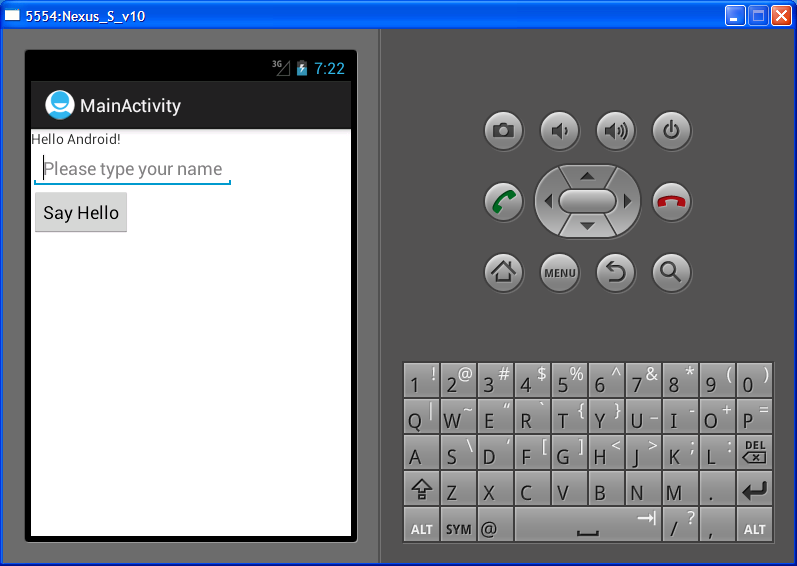 5554:Nexus_S_v10
3G 7:22
MainActivity
Hello Android!
Please type your name
Say Hello
MENU
1 ! 2 @ 3 # 4 $ 5 % 6 ^ 7 & 8 * 9 ( 0 )
Q | W ~ E “ R ` T { Y } U _ I - O + P =
A S \ D ‘ F [ G ] H < J > K ; L : DEL
Z X C V B N M .
ALT SYM @ / ? , ALT